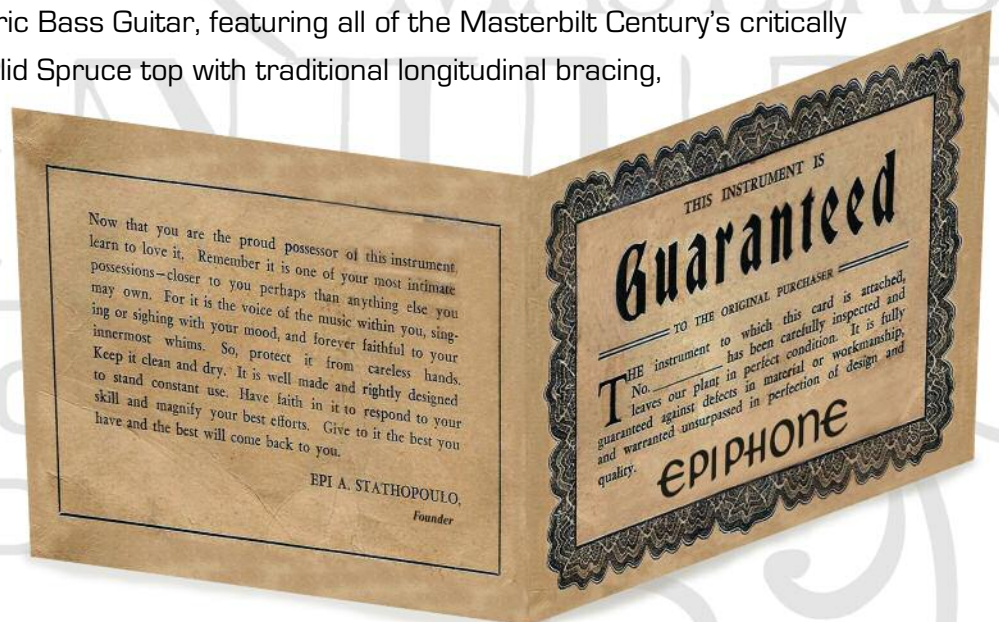 ric Bass Guitar, featuring all of the Masterbilt Century's critically
lid Spruce top with traditional longitudinal bracing,
Now that you are the proud possessor of this instrument,
learn to love it. Remember it is one of your most intimate
possessions—closer to you perhaps than anything else you
may own. For it is the voice of the music within you, sing-
ing or sighing with your mood, and forever faithful to your
innermost whims. So, protect it from careless hands.
Keep it clean and dry. It is well made and rightly designed
to stand constant use. Have faith in it to respond to your
skill and magnify your best efforts. Give to it the best you
have and the best will come back to you.
EPI A. STATHOPOULO,
Founder
THIS INSTRUMENT IS
Guaranteed
TO THE ORIGINAL PURCHASER
THE instrument to which this card is attached,
No. __________ has been carefully inspected and
leaves our plant in perfect condition. It is fully
guaranteed against defects in material or workmanship,
and warranted unsurpassed in perfection of design and
quality.
EPIPHONE